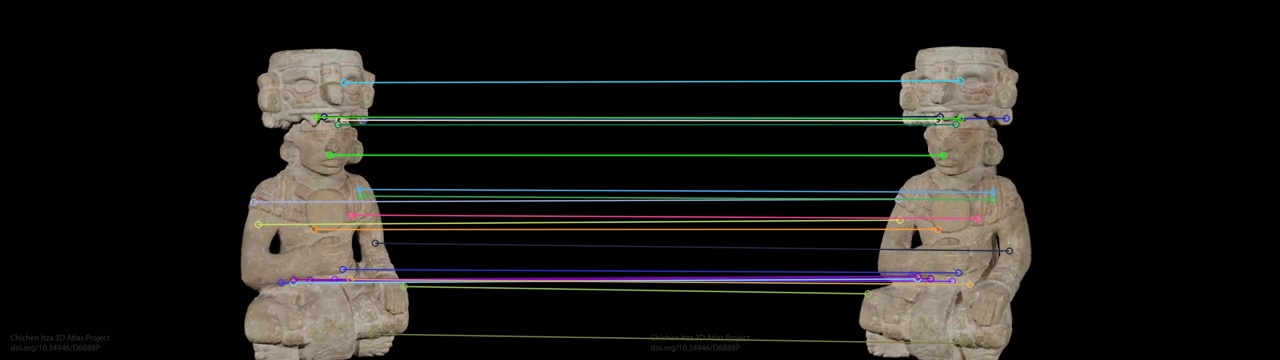 Chichen Itza 3D Atlas Project
doi.org/10.34946/D6B88P
Chichen Itza 3D Atlas Project
doi.org/10.34946/D6B88P